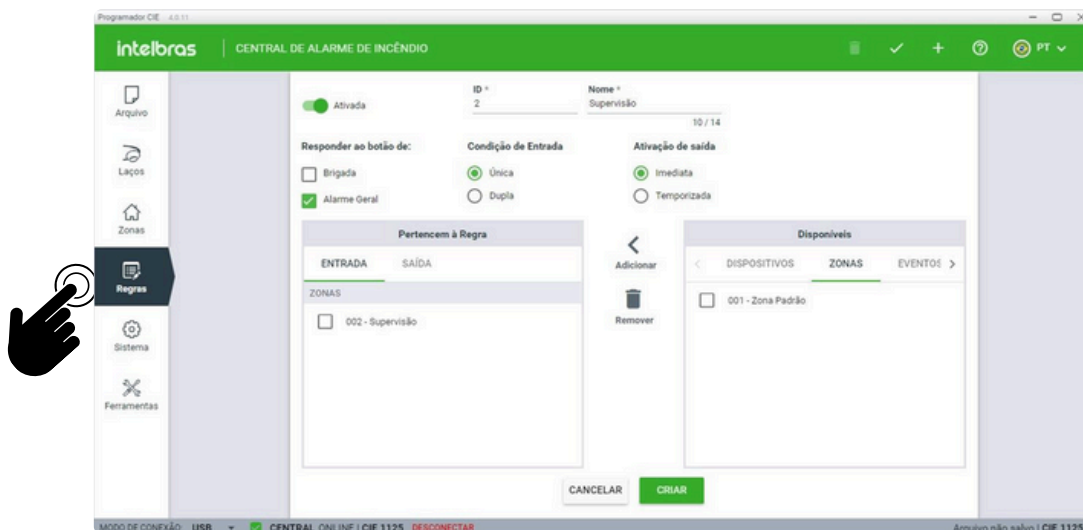 Programador CIE 4.0.11
intelbras CENTRAL DE ALARME DE INCÊNDIO PT
Arquivo
Laços
Zonas
Regras
Sistema
Ferramentas
Ativada
ID *
2
Nome *
Supervisão
10 / 14
Responder ao botão de:
Brigada
Alarme Geral
Condição de Entrada
Única
Dupla
Ativação de saída
Imediata
Temporizada
Pertencem à Regra
ENTRADA SAÍDA
ZONAS
002 - Supervisão
Adicionar
Remover
Disponíveis
DISPOSITIVOS ZONAS EVENTOS
001 - Zona Padrão
CANCELAR CRIAR
MODO DE CONEXÃO: USB CENTRAL ONLINE | CIE 1125 DESCONECTAR Arquivo não salvo | CIE 1125